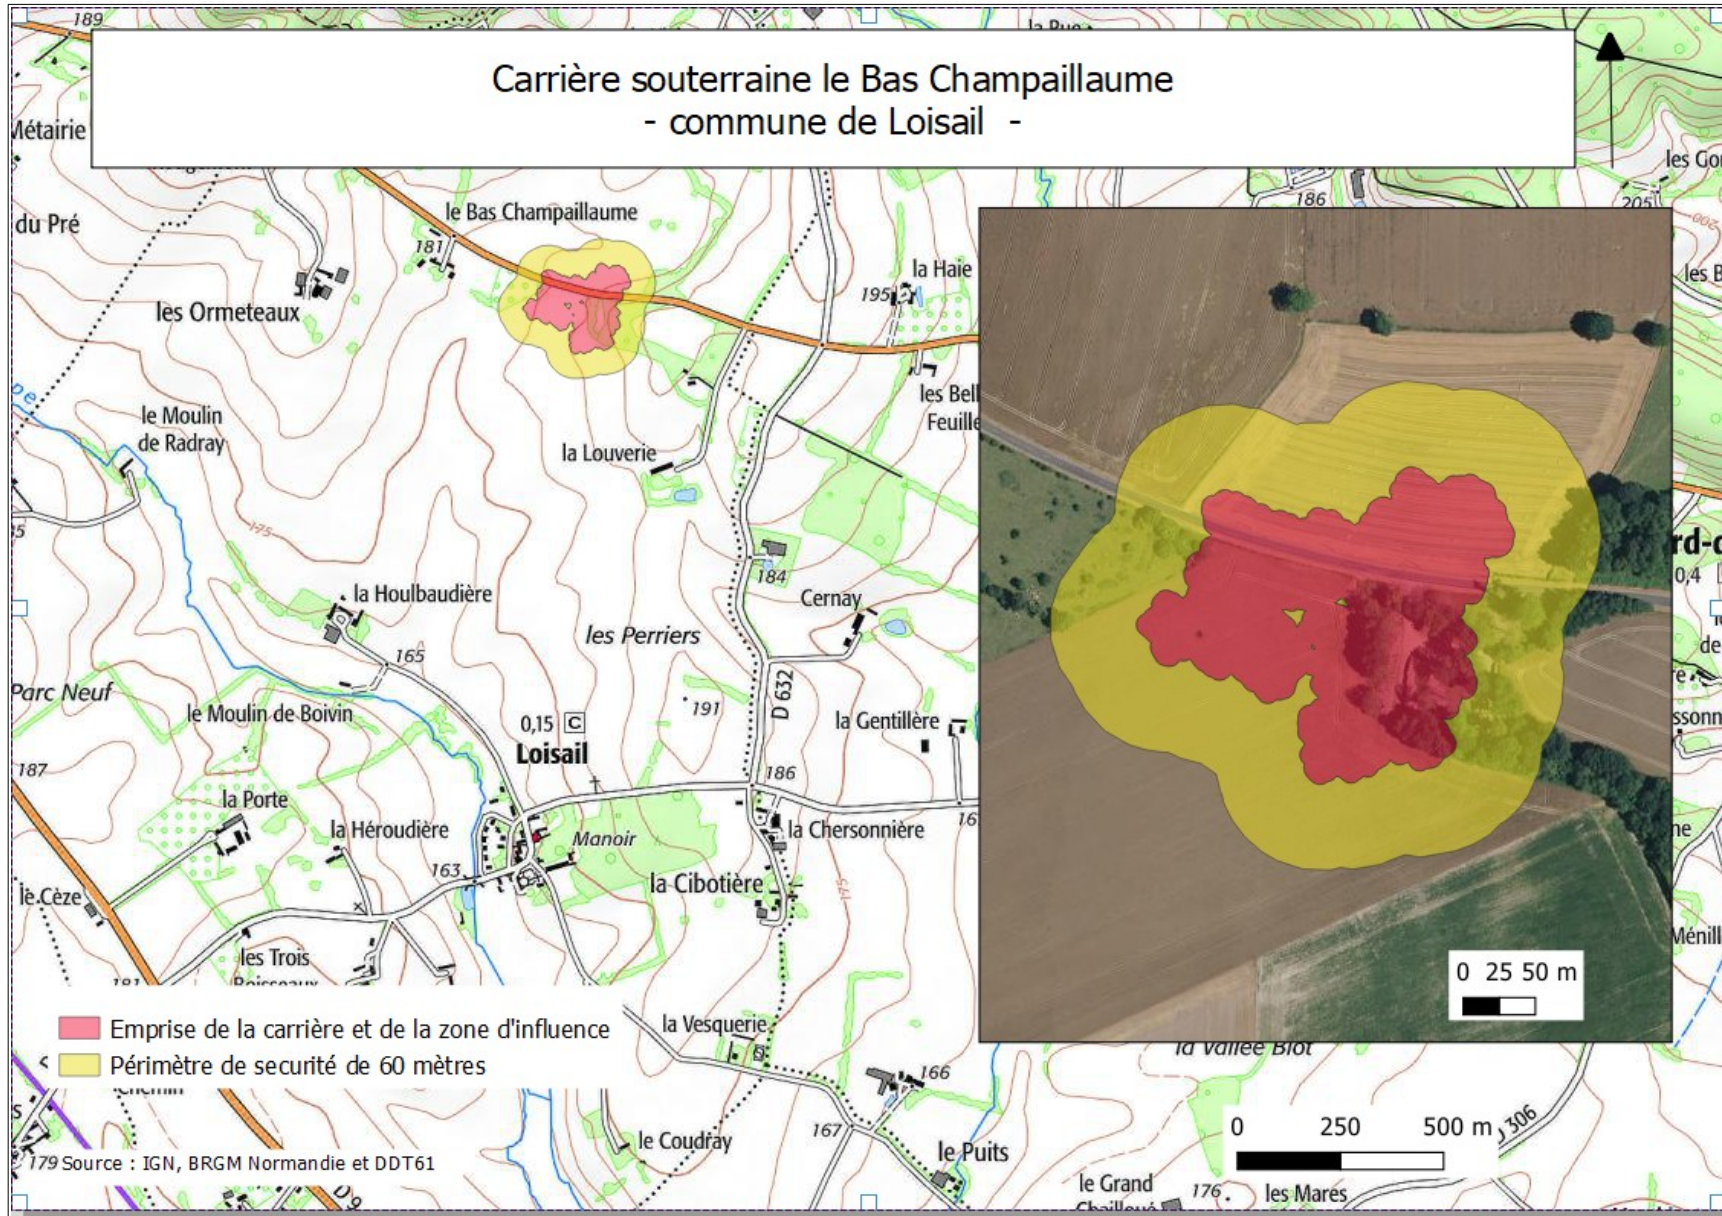 189
Carrière souterraine le Bas Champaillaume
- commune de Loisail -
Métairie
les
186
205
200
du Pré
le Bas Champaillaume
181
la Haie
195
les Ormeteaux
les B
le Moulin
de Radray
pe
les Bell
Feuille
la Louverie
175
184
0,4
la Houlbaudière
Cernay
les Perriers
165
D 632
Parc Neuf
le Moulin de Boivin
191
la Gentillère
0,15 C
Loisail
187
186
la Porte
la Héroudière
Manoir
la Chersonnière
163
la Cibotière
175
le Cèze
les Trois
181
la Vesquerie
la Vallée Blot
0 25 50 m
Emprise de la carrière et de la zone d'influence
Périmètre de securité de 60 mètres
166
167
le Coudray
le Puits
0 250 500 m
D 306
179 Source : IGN, BRGM Normandie et DDT61
D 9
le Grand
176
les Mares